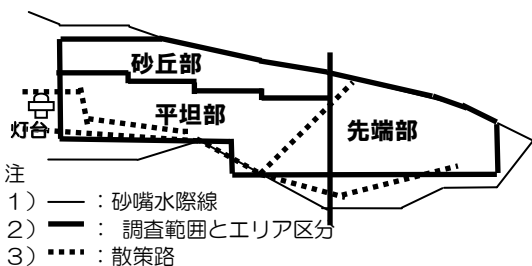 砂丘部
平坦部
先端部
灯台
注
1) ― : 砂嘴水際線
2) ━ : 調査範囲とエリア区分
3) ┅ : 散策路